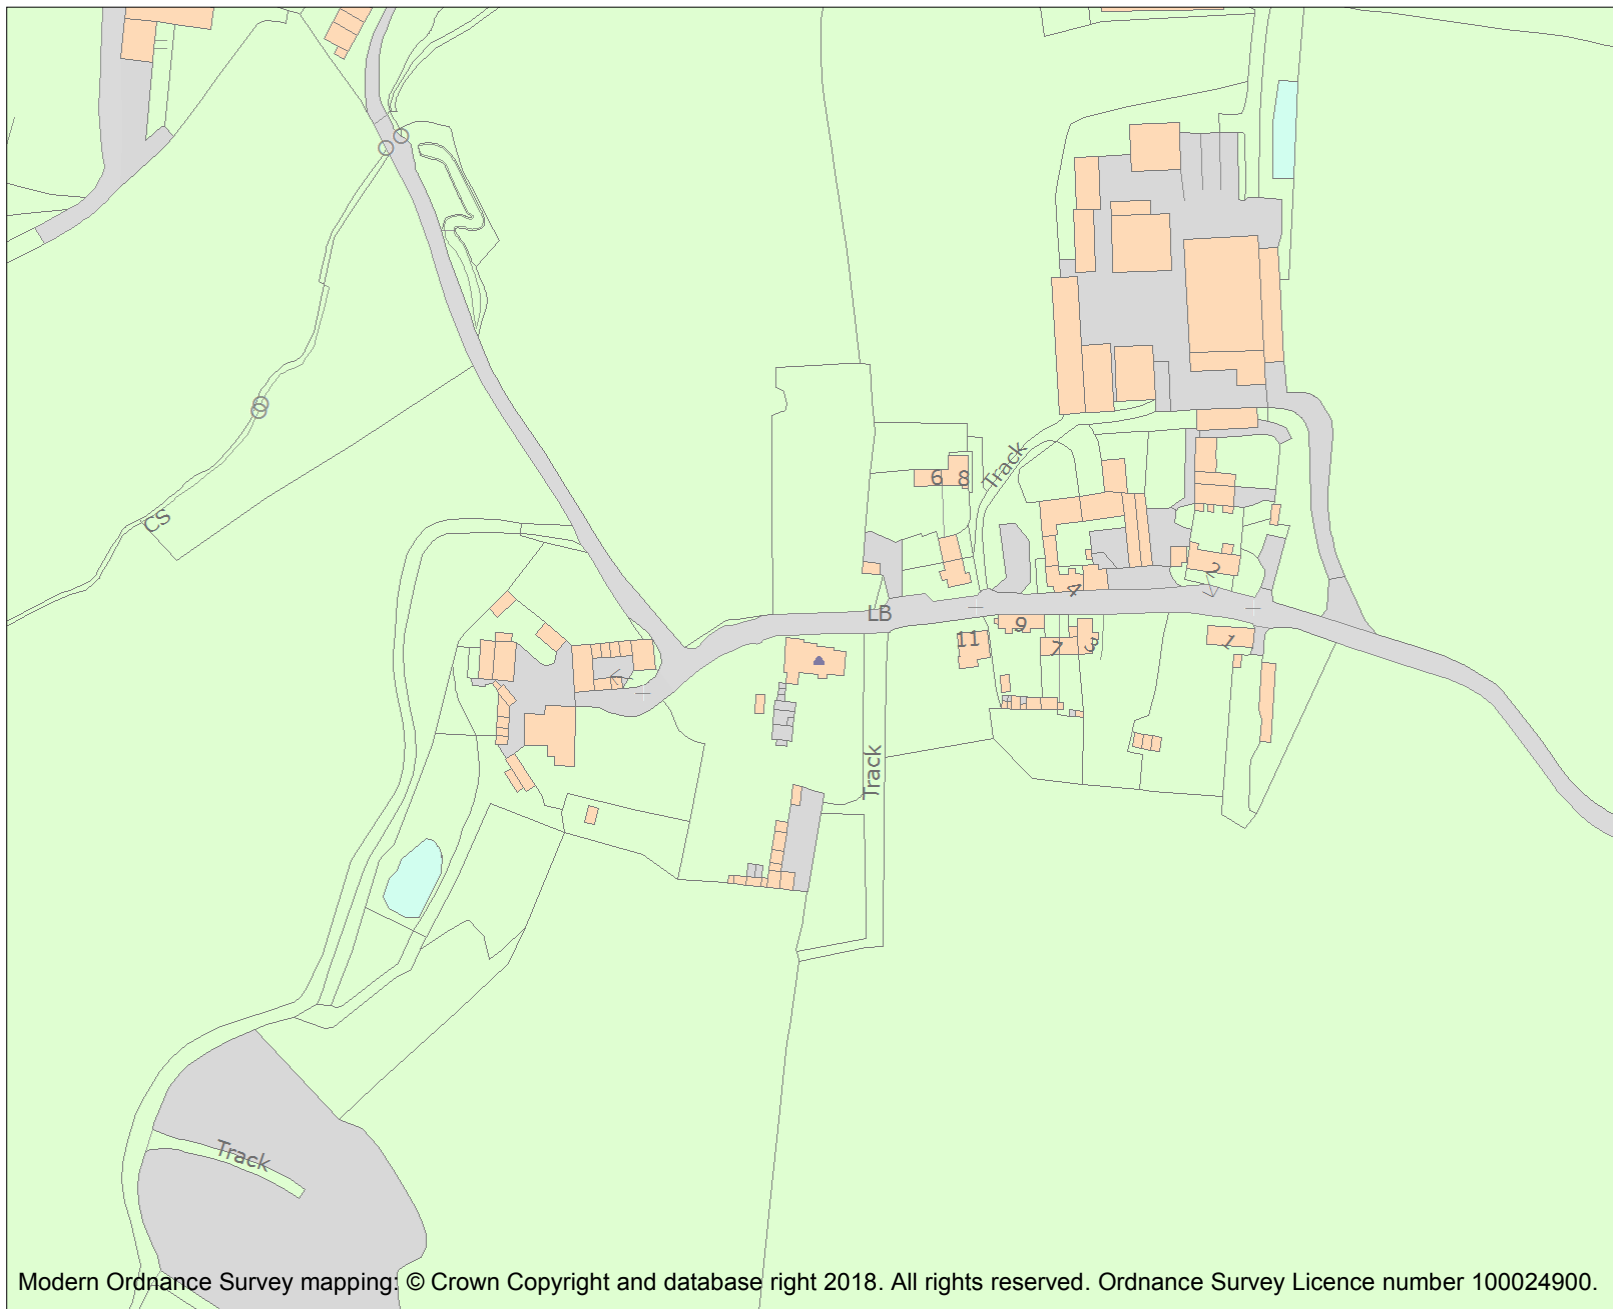 Track
6
8
CS
2
4
LB
9
11
7
3
1
Track
Track
Modern Ordnance Survey mapping: © Crown Copyright and database right 2018. All rights reserved. Ordnance Survey Licence number 100024900.